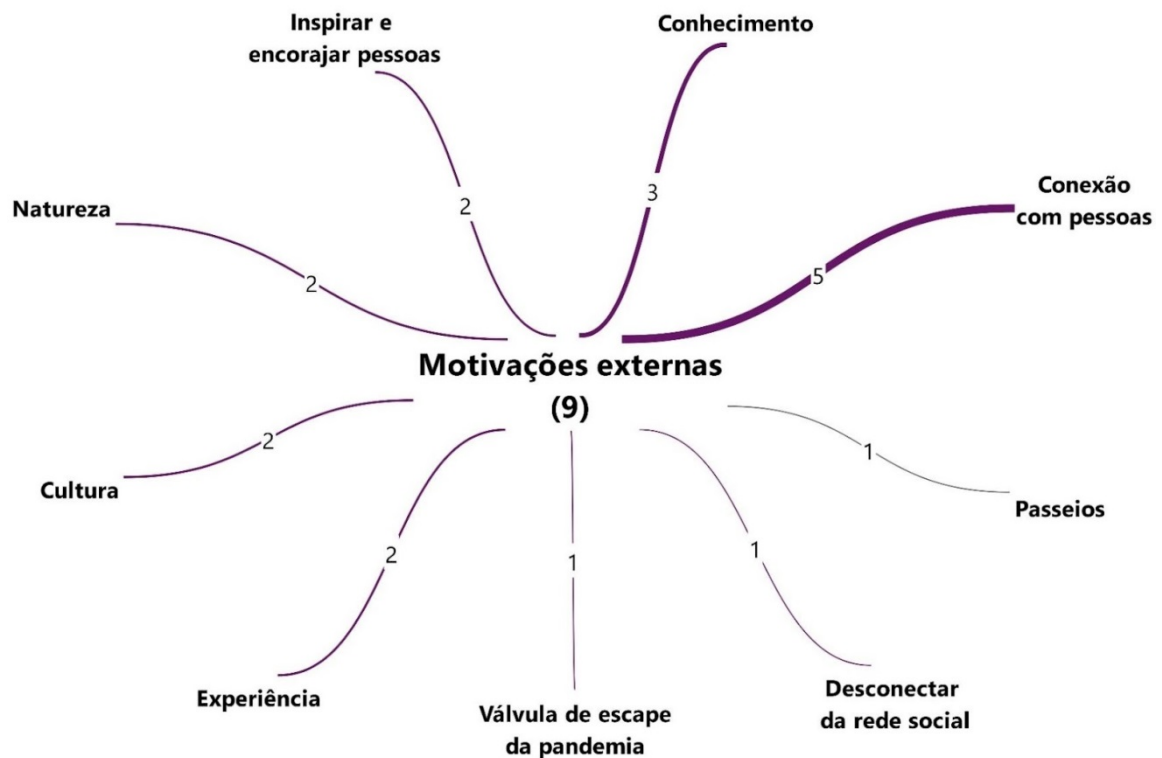 Inspirar e
encorajar pessoas
Conhecimento
Conexão
com pessoas
Natureza
2
3
5
2
Motivações externas
(9)
2
1
Cultura
Passeios
2
1
1
Experiência
Válvula de escape
da pandemia
Desconectar
da rede social